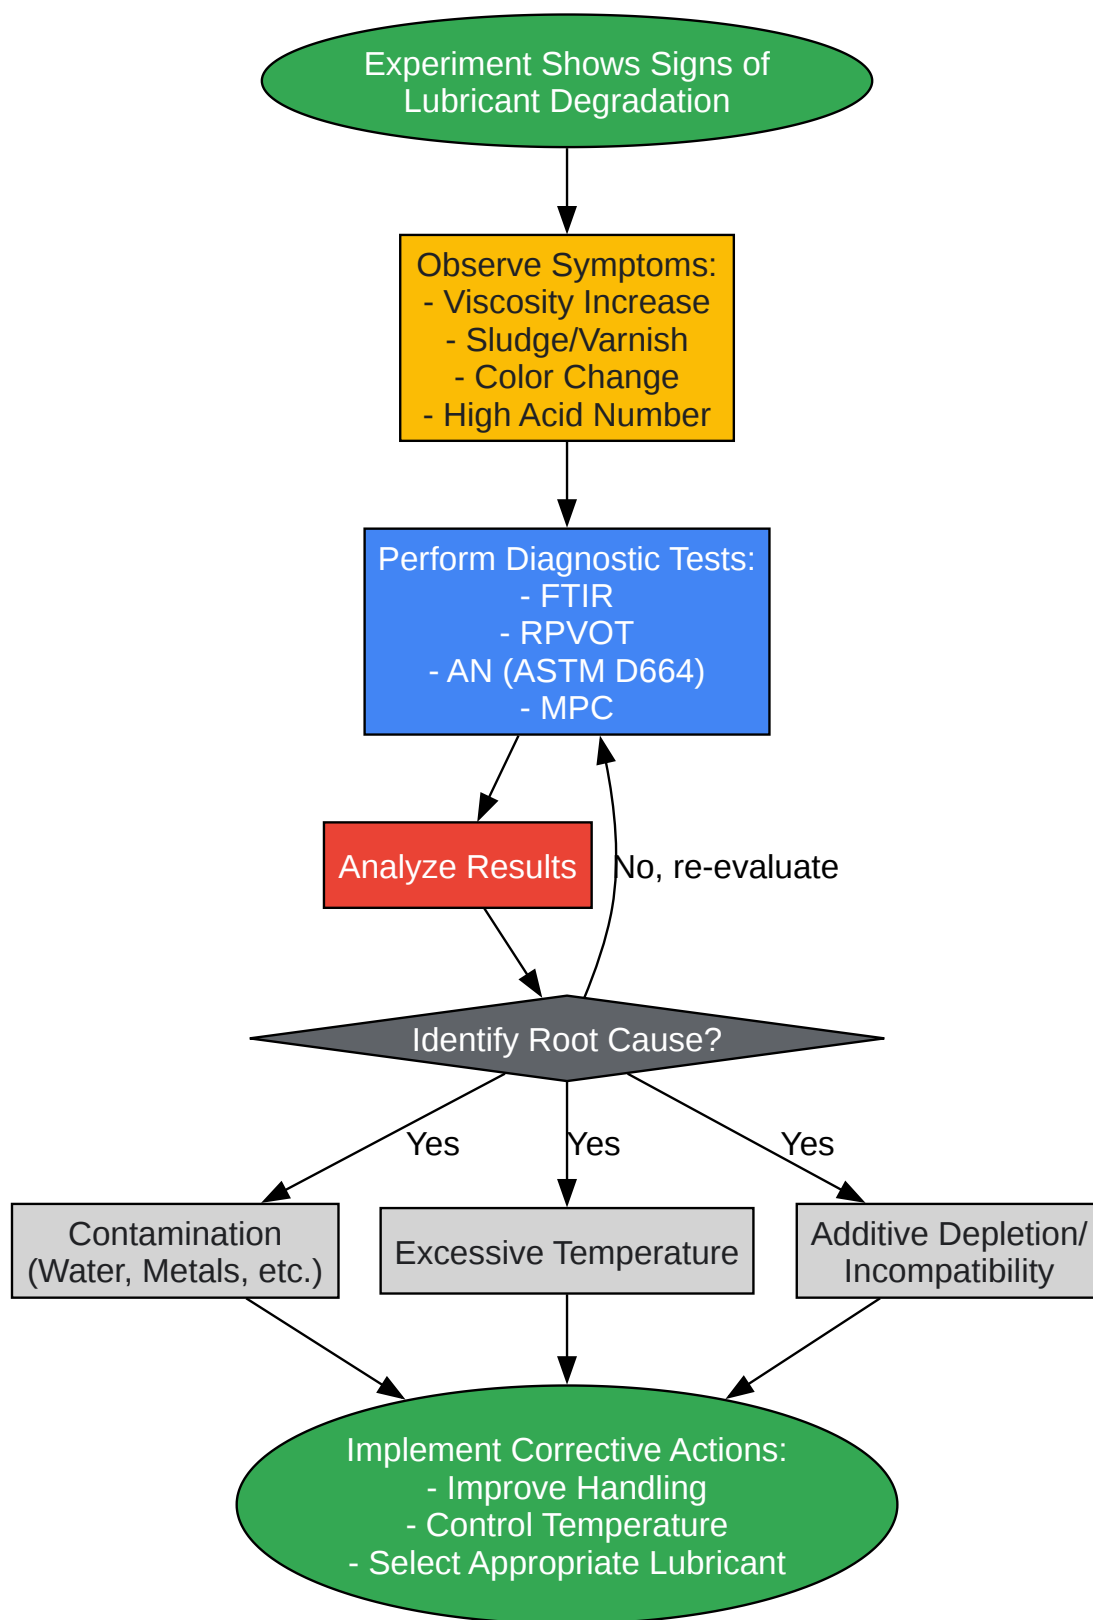 Experiment Shows Signs of
Lubricant Degradation
Observe Symptoms:
- Viscosity Increase
- Sludge/Varnish
- Color Change
- High Acid Number
Perform Diagnostic Tests:
- FTIR
- RPVOT
- AN (ASTM D664)
- MPC
Analyze Results
No, re-evaluate
Identify Root Cause?
Yes
Yes
Yes
Contamination
(Water, Metals, etc.)
Excessive Temperature
Additive Depletion/
Incompatibility
Implement Corrective Actions:
- Improve Handling
- Control Temperature
- Select Appropriate Lubricant